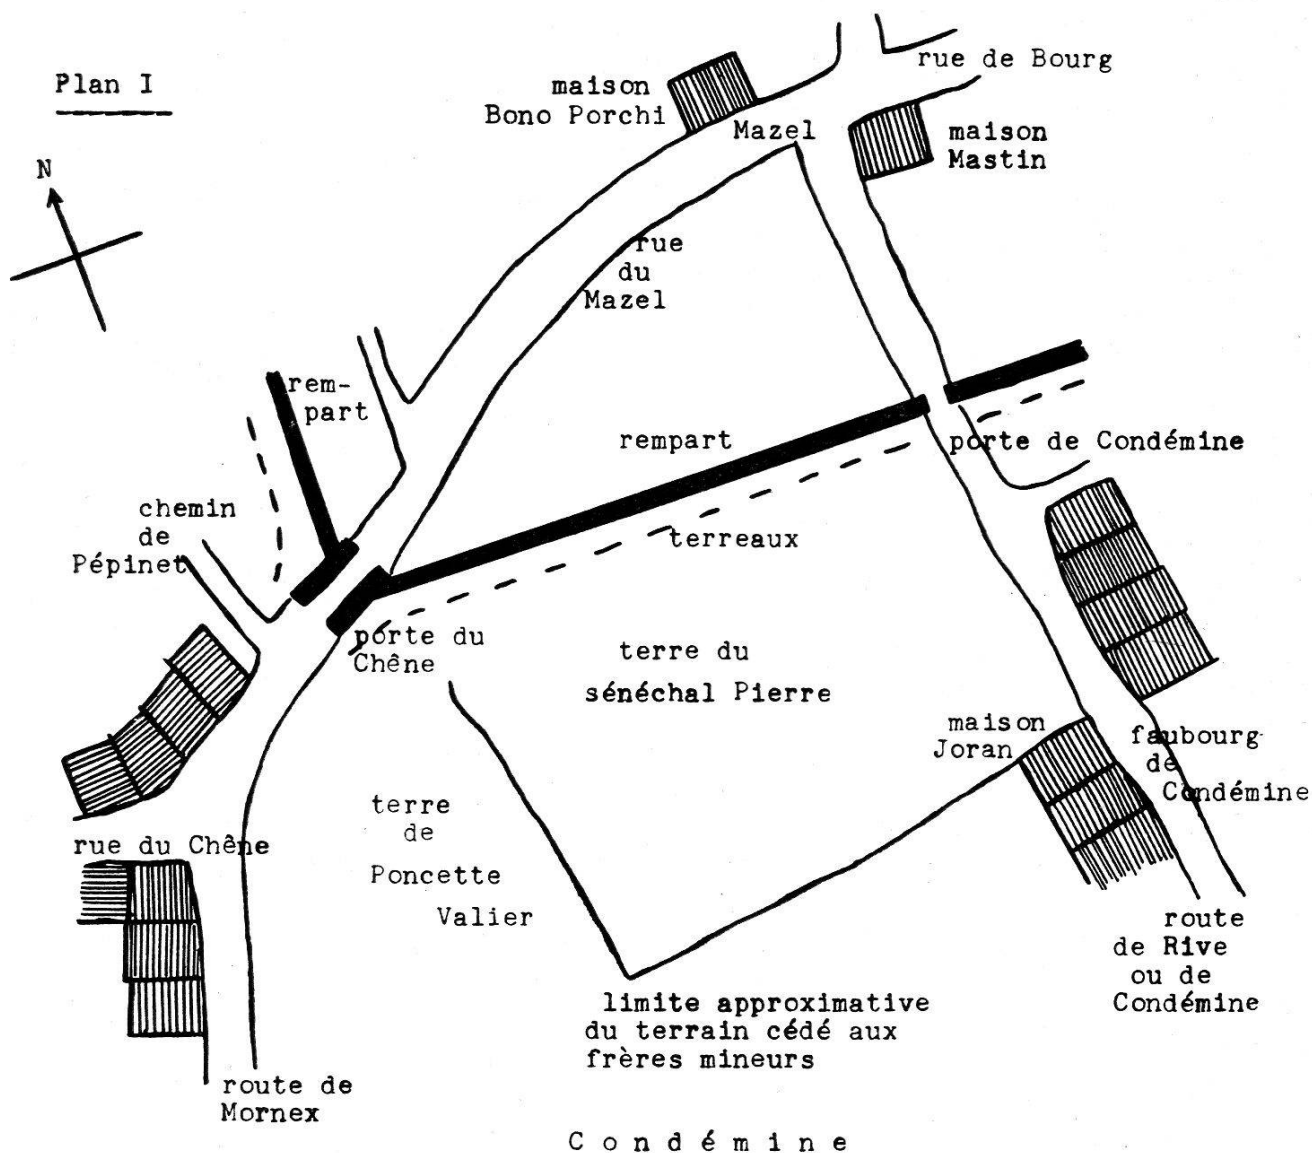 Plan I
N
maison
Bono Porchi
rue de Bourg
Mazel
maison
Mastin
rue
du
Mazel
rem-
part
rempart
porte de Condémine
chemin
de
Pépinet
terreaux
porte du
Chêne
terre du
sénéchal Pierre
maison
Joran
faubourg
de
Condémine
terre
de
Poncette
Valier
rue du Chêne
route
de Rive
ou de
Condémine
limite approximative
du terrain cédé aux
frères mineurs
route de
Mornex
Condémine